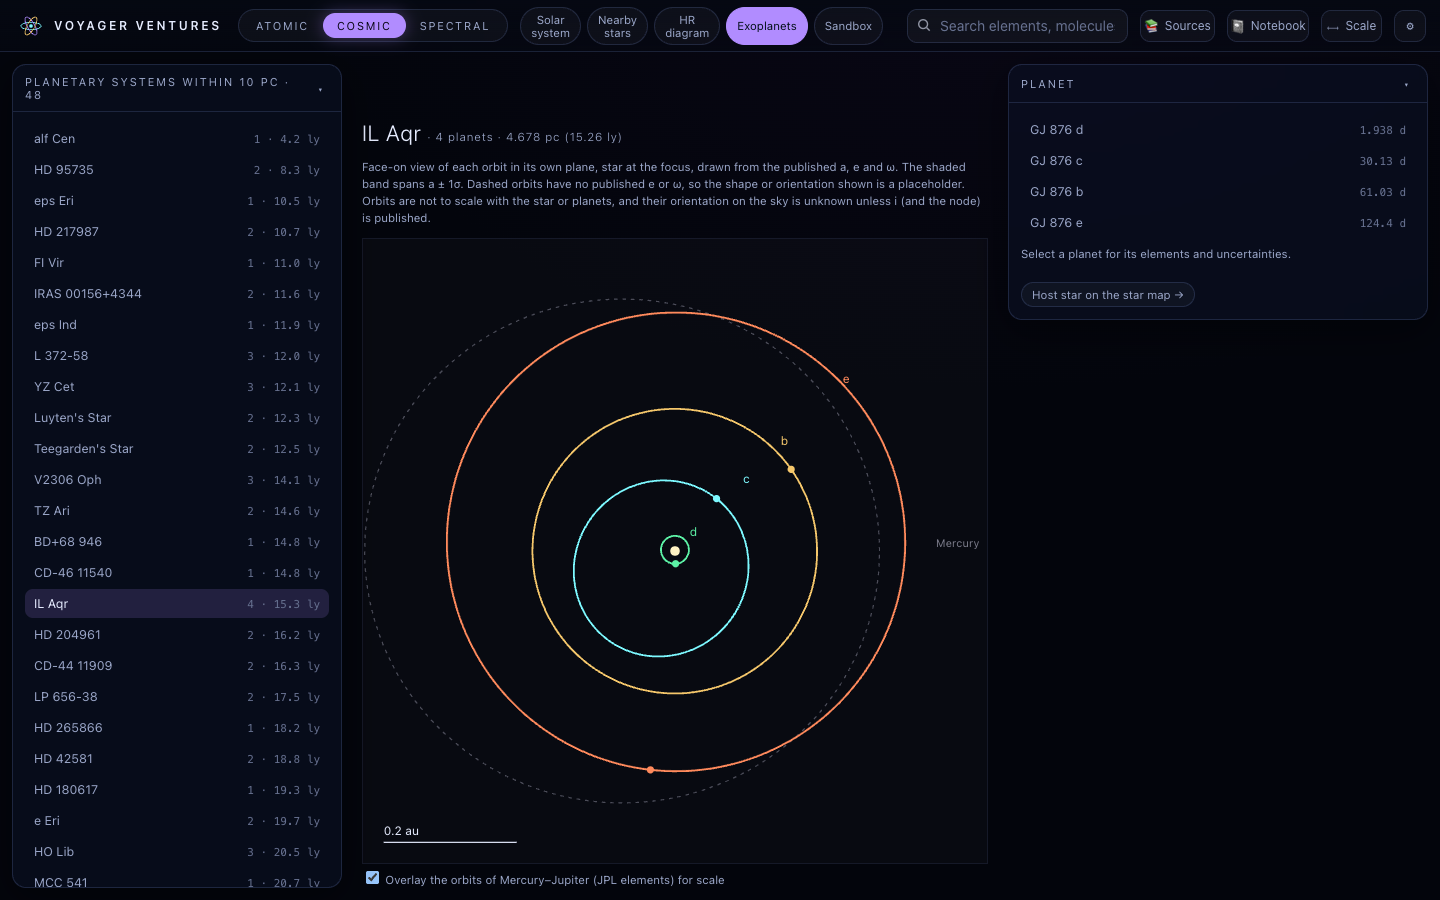 VOYAGER VENTURES
ATOMIC
COSMIC
SPECTRAL
Solar
system
Nearby
stars
HR
diagram
Exoplanets
Sandbox
Search elements, molecule
Sources
Notebook
Scale
PLANETARY SYSTEMS WITHIN 10 PC ·
48
alf Cen 1 · 4.2 ly
HD 95735 2 · 8.3 ly
eps Eri 1 · 10.5 ly
HD 217987 2 · 10.7 ly
FI Vir 1 · 11.0 ly
IRAS 00156+4344 2 · 11.6 ly
eps Ind 1 · 11.9 ly
L 372-58 3 · 12.0 ly
YZ Cet 3 · 12.1 ly
Luyten's Star 2 · 12.3 ly
Teegarden's Star 2 · 12.5 ly
V2306 Oph 3 · 14.1 ly
TZ Ari 2 · 14.6 ly
BD+68 946 1 · 14.8 ly
CD-46 11540 1 · 14.8 ly
IL Aqr 4 · 15.3 ly
HD 204961 2 · 16.2 ly
CD-44 11909 2 · 16.3 ly
LP 656-38 2 · 17.5 ly
HD 265866 1 · 18.2 ly
HD 42581 2 · 18.8 ly
HD 180617 1 · 19.3 ly
e Eri 2 · 19.7 ly
HO Lib 3 · 20.5 ly
MCC 541 1 · 20.7 ly
IL Aqr · 4 planets · 4.678 pc (15.26 ly)
Face-on view of each orbit in its own plane, star at the focus, drawn from the published a, e and ω. The shaded
band spans a ± 1σ. Dashed orbits have no published e or ω, so the shape or orientation shown is a placeholder.
Orbits are not to scale with the star or planets, and their orientation on the sky is unknown unless i (and the node)
is published.
e
b
c
d
Mercury
0.2 au
Overlay the orbits of Mercury–Jupiter (JPL elements) for scale
PLANET
GJ 876 d 1.938 d
GJ 876 c 30.13 d
GJ 876 b 61.03 d
GJ 876 e 124.4 d
Select a planet for its elements and uncertainties.
Host star on the star map →